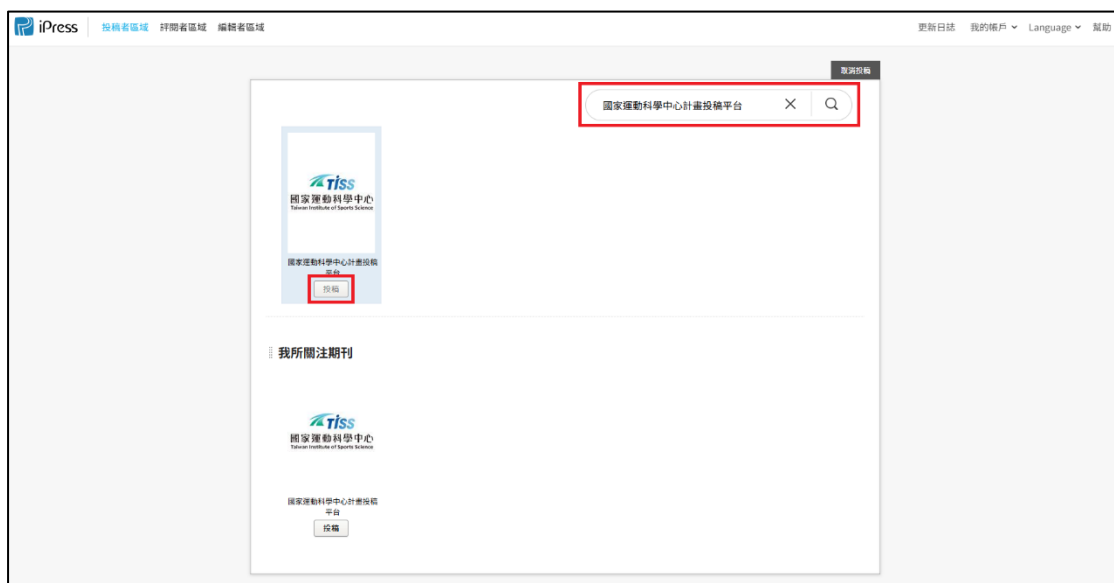 iPress 投稿者區域 評閱者區域 編輯者區域 更新日誌 我的帳戶 Language 幫助
取消投稿
國家運動科學中心計畫投稿平台
TiSS
國家運動科學中心
Taiwan Institute of Sports Science
國家運動科學中心計畫投稿
平台
投稿
我所關注期刊
TiSS
國家運動科學中心
Taiwan Institute of Sports Science
國家運動科學中心計畫投稿
平台
投稿